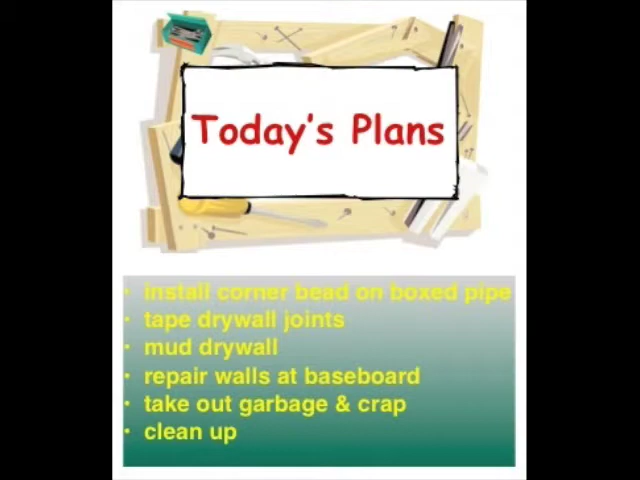 Today's Plans
• install corner bead on boxed pipe
• tape drywall joints
• mud drywall
• repair walls at baseboard
• take out garbage & crap
• clean up